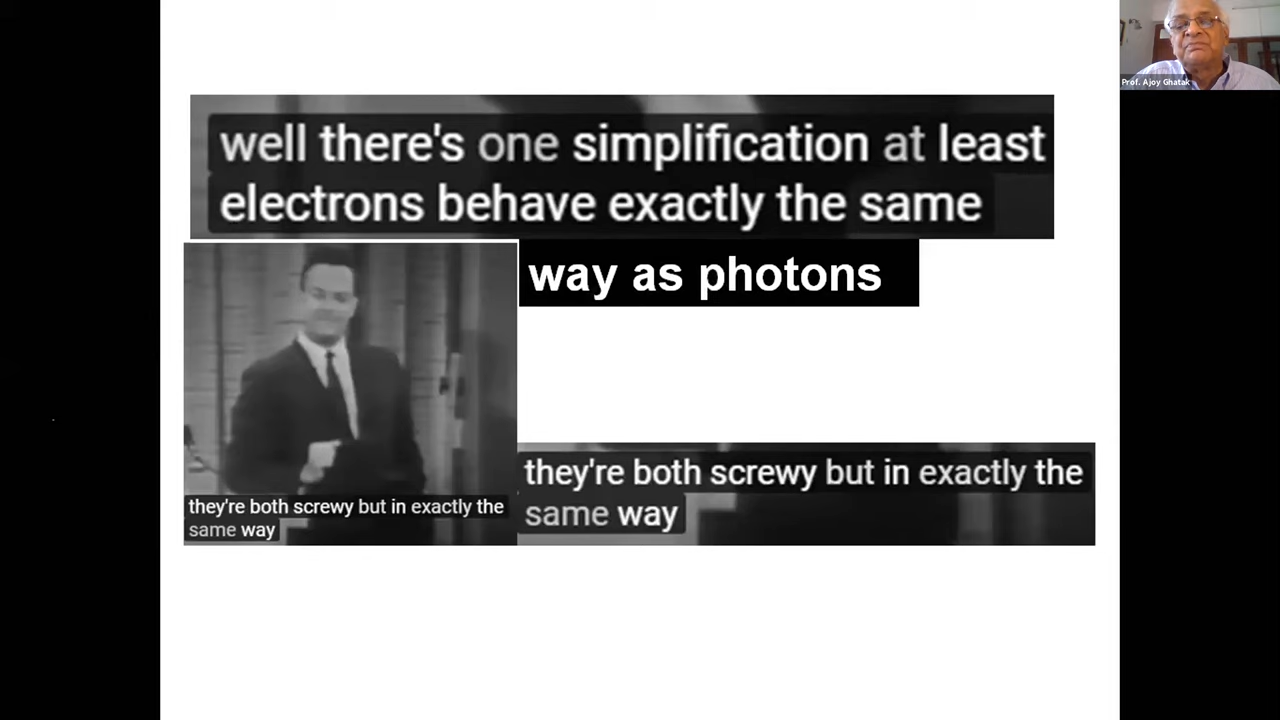 Prof. Ajoy Ghatak
well there's one simplification at least
electrons behave exactly the same
way as photons
they're both screwy but in exactly the
same way
they're both screwy but in exactly the
same way